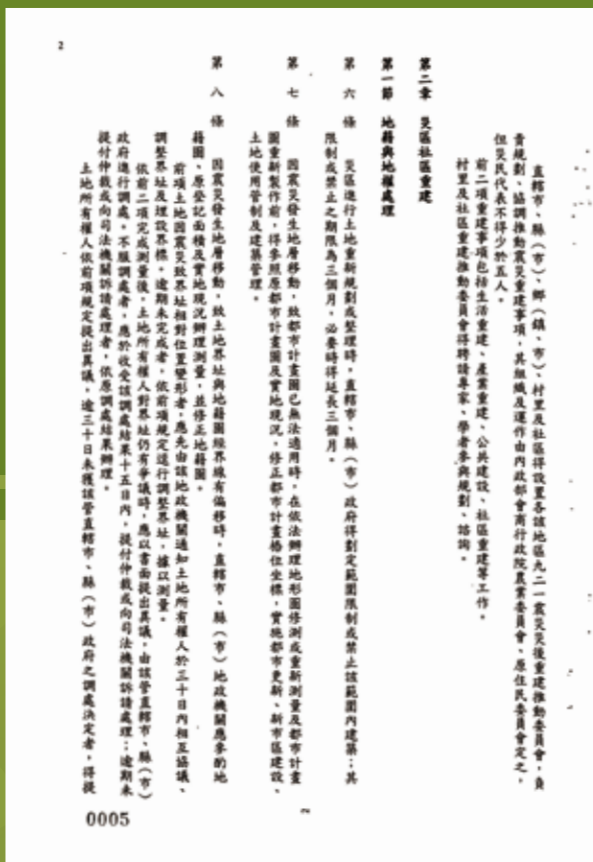 2
直轄市、縣（市）、鄉（鎮、市）、村里及社區得設置各該地區九二一震災災後重建推動委員會，負
責規劃、協調推動震災重建事項，其組織及運作由內政部會商行政院農業委員會、原住民委員會定之，
但災民代表不得少於五人。
前二項重建事項包括生活重建、產業重建、公共建設、社區重建等工作。
村里及社區重建推動委員會得聘請專家、學者參與規劃、諮詢。
第二章　災區社區重建
第一節　地籍與地權處理
第　六　條　　災區進行土地重新規劃或整理時，直轄市、縣（市）政府得劃定範圍限制或禁止該範圍內建築；其
限制或禁止之期限為三個月，必要時得延長三個月。
第　七　條　　因震災發生地層移動，致都市計畫圖已無法適用時，在依法辦理地形圖修測或重新測量及都市計畫
圖重新製作前，得參照原都市計畫圖及實地現況，修正都市計畫樁位坐標，實施都市更新、新市區建設、
土地使用管制及建築管理。
第　八　條　　因震災發生地層移動，致土地界址與地籍圖經界線有偏移時，直轄市、縣（市）地政機關應參酌地
籍圖、原登記面積及實地現況辦理測量，並修正地籍圖。
前項土地因震災致界址相對位置變形者，應先由該地政機關通知土地所有權人於三十日內相互協議、
調整界址及埋設界標。逾期未完成者，依前項規定逕行調整界址，據以測量。
依前二項完成測量後，土地所有權人對界址仍有爭議時，應以書面提出異議，由該管直轄市、縣（市）
政府進行調處。不服調處者，應於收受該調處結果十五日內，提付仲裁或向司法機關訴請處理；逾期未
提付仲裁或向司法機關訴請處理者，依原調處結果辦理。
土地所有權人依前項規定提出異議，逾三十日未獲該管直轄市、縣（市）政府之調處決定者，得提
2
0005